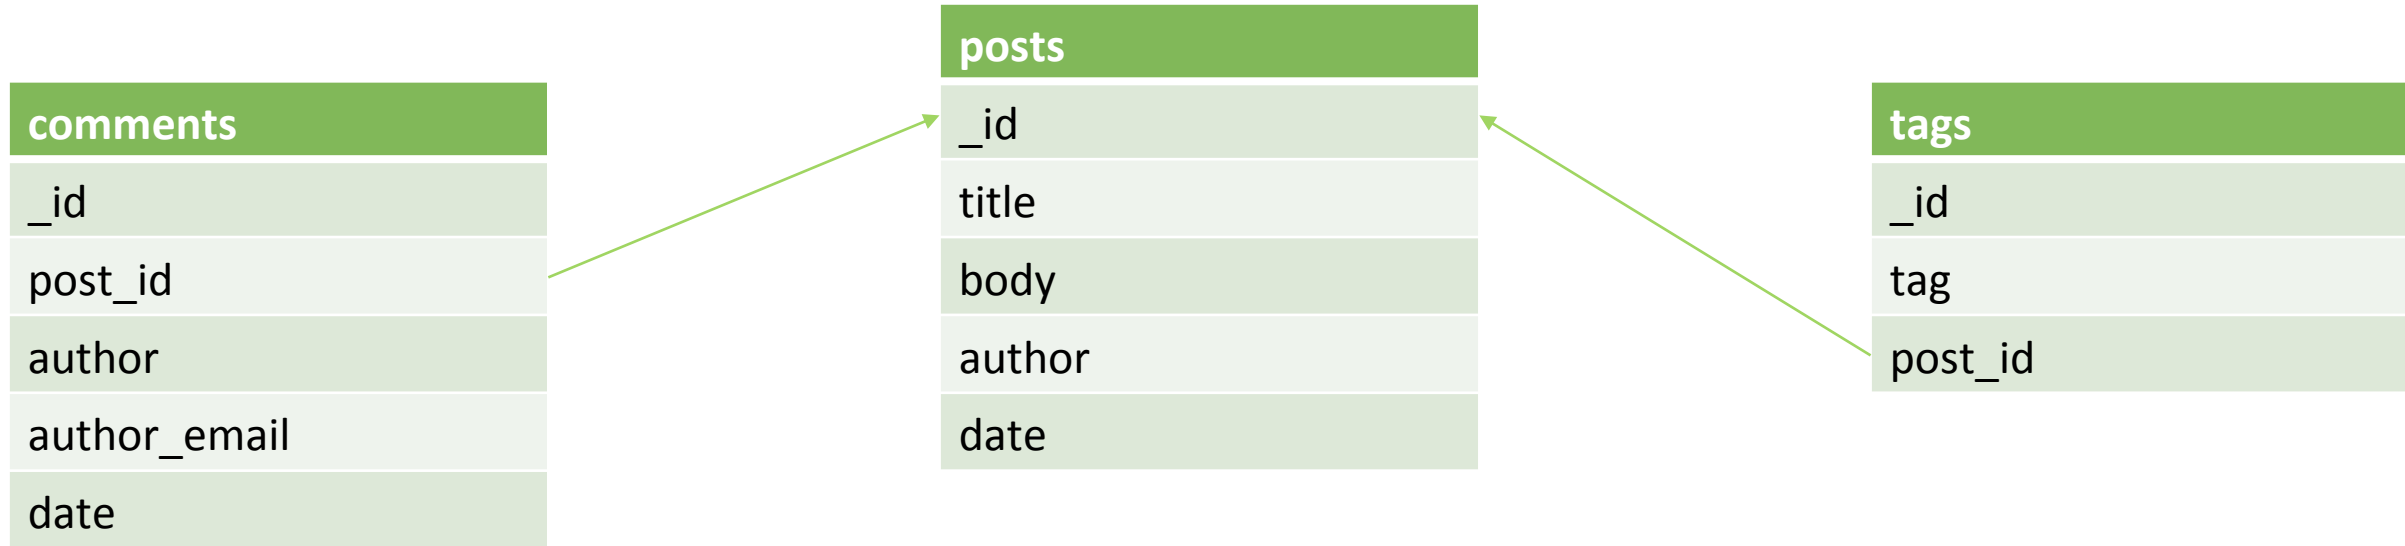 comments
_id
post_id
author
author_email
date
posts
_id
title
body
author
date
tags
_id
tag
post_id